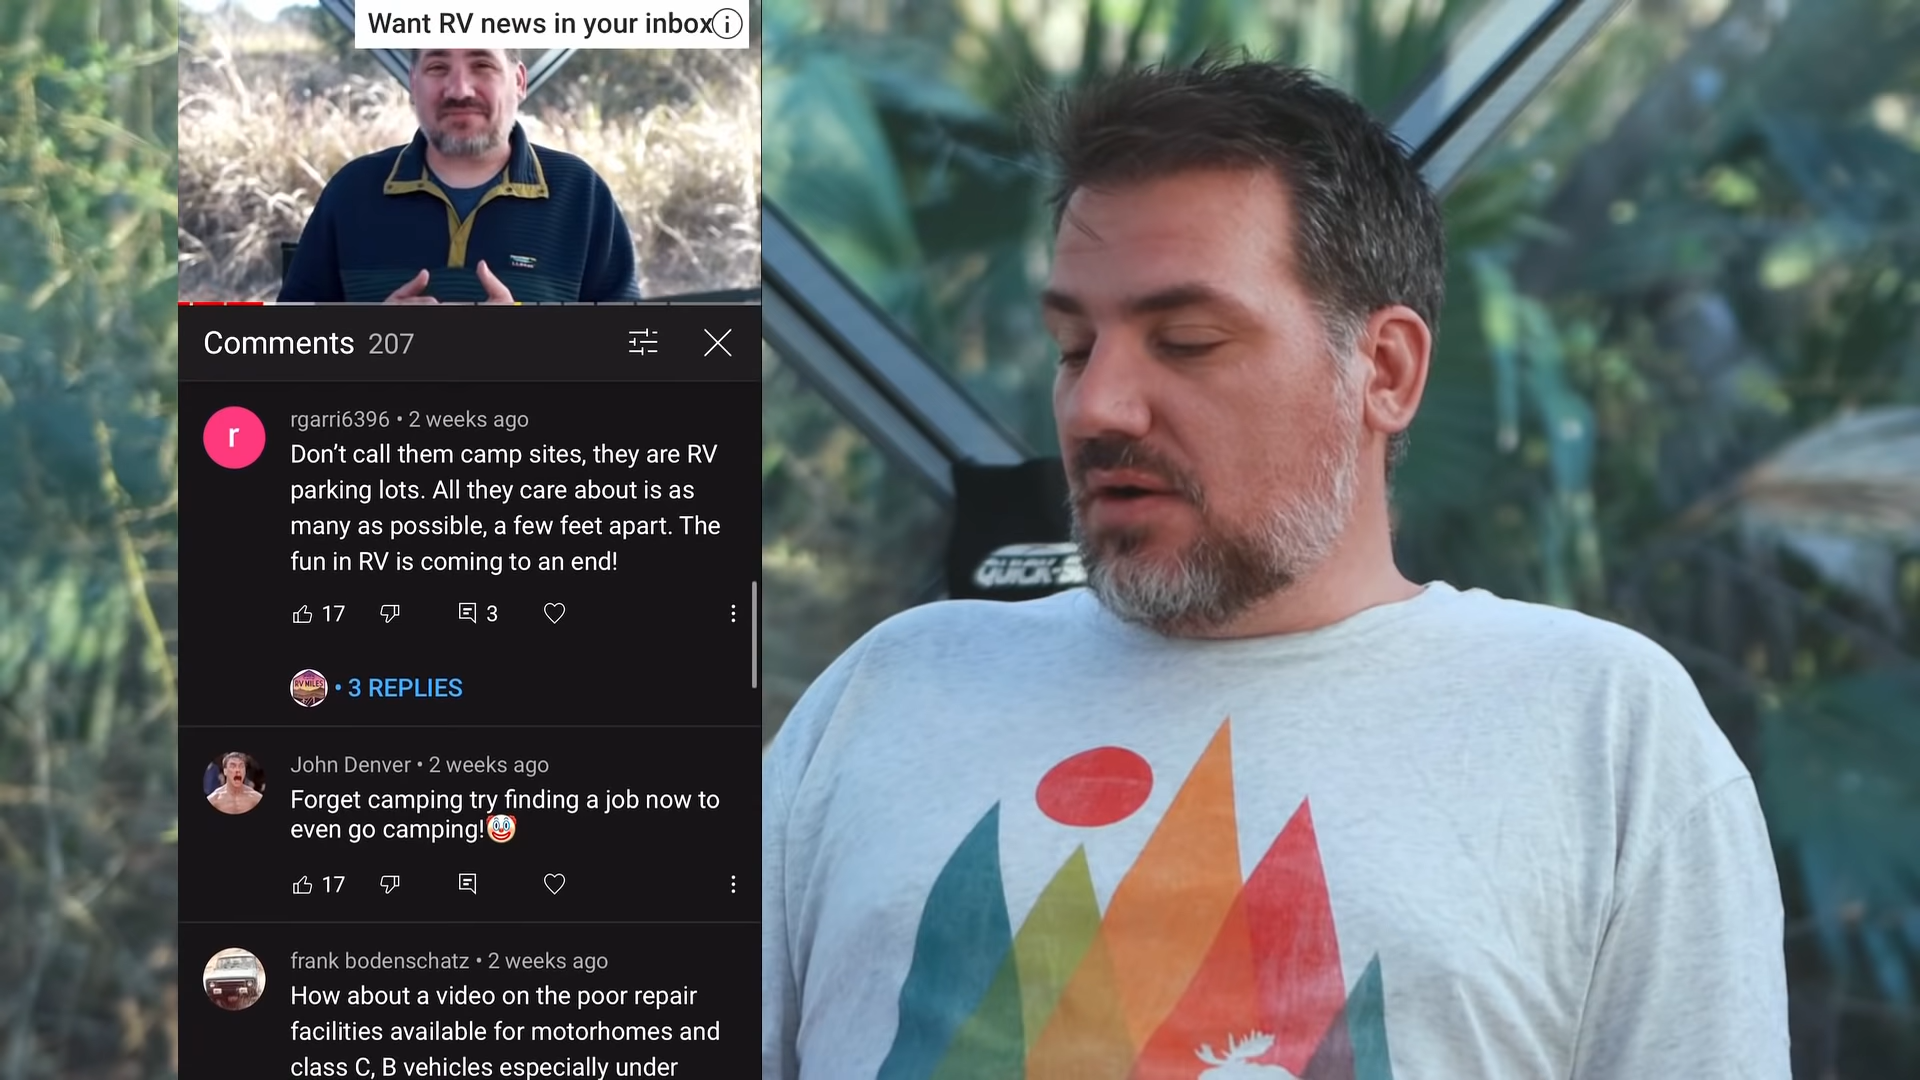 Want RV news in your inbox
Comments 207
r
rgarri6396 • 2 weeks ago
Don’t call them camp sites, they are RV
parking lots. All they care about is as
many as possible, a few feet apart. The
fun in RV is coming to an end!
17 3
RV MILES
• 3 REPLIES
John Denver • 2 weeks ago
Forget camping try finding a job now to
even go camping!🤡
17
frank bodenschatz • 2 weeks ago
How about a video on the poor repair
facilities available for motorhomes and
class C, B vehicles especially under